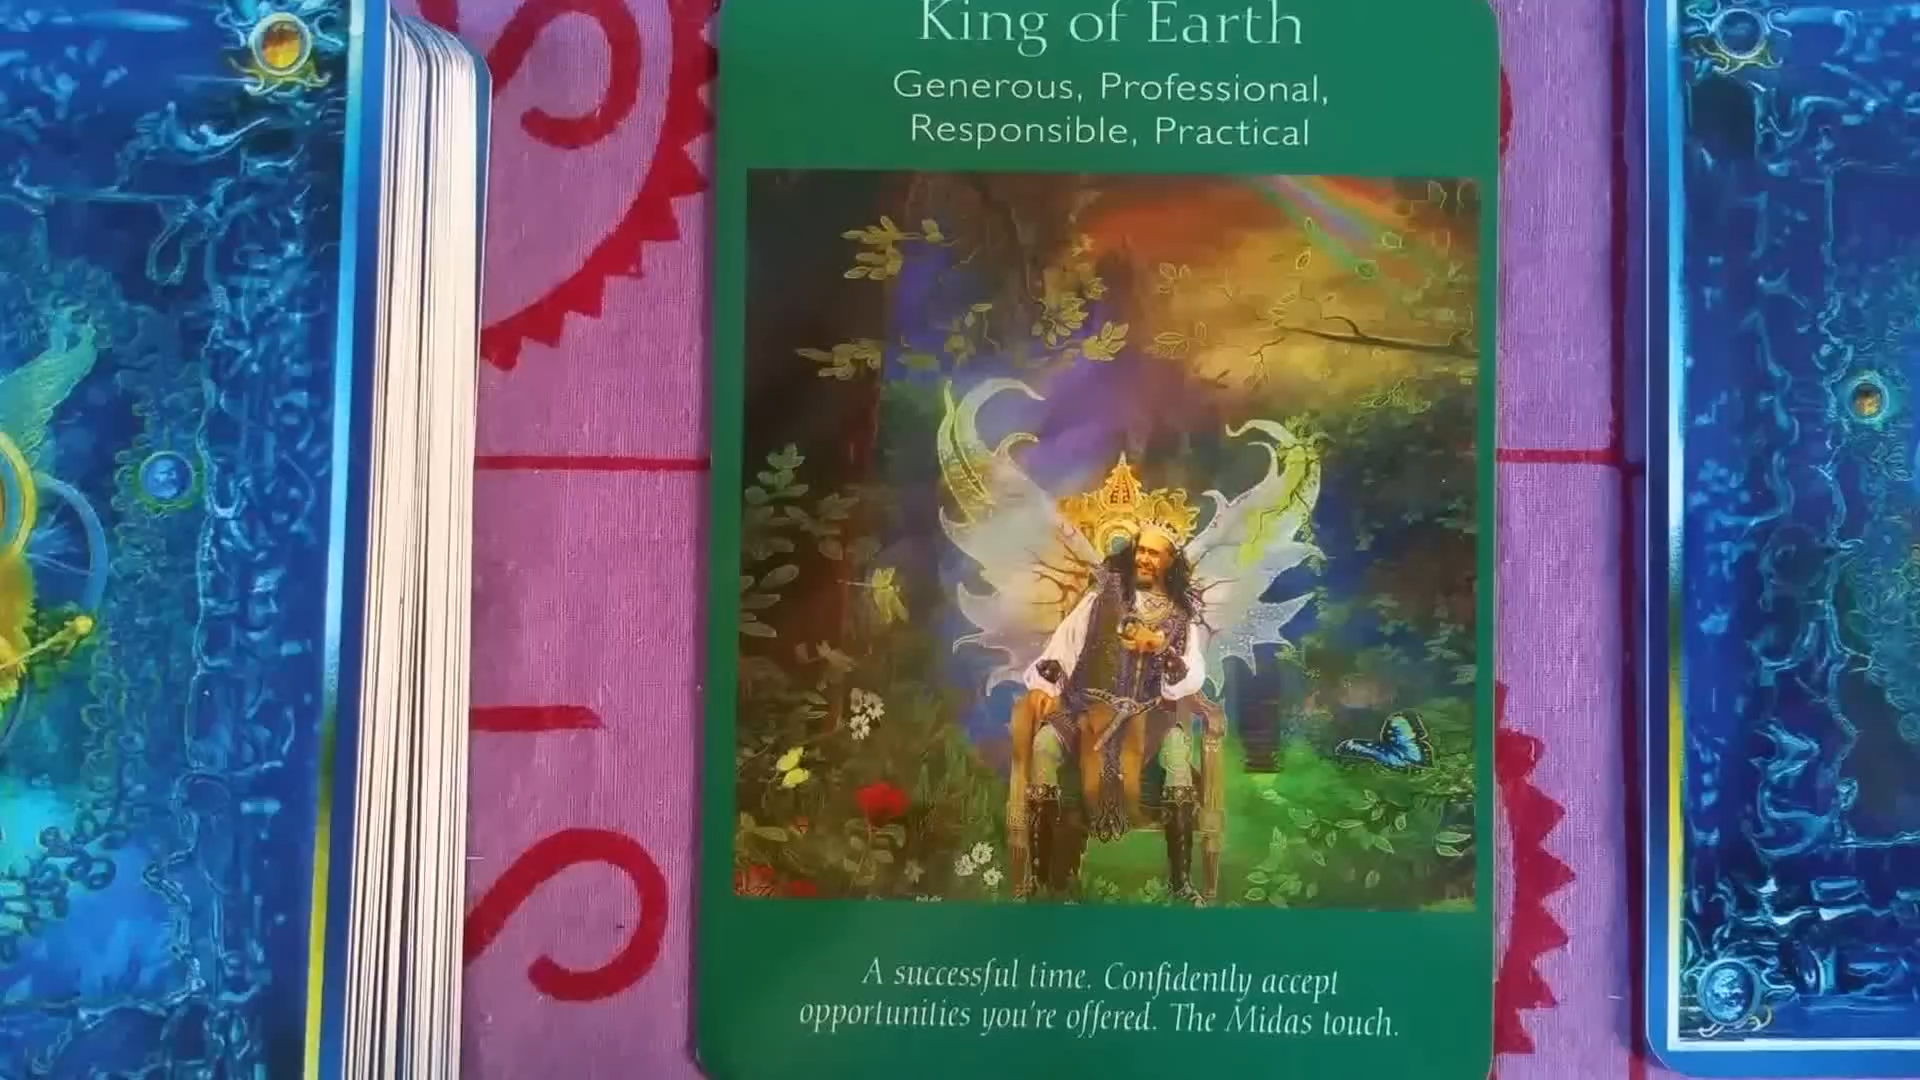 King of Earth
Generous, Professional,
Responsible, Practical
A successful time. Confidently accept
opportunities you're offered. The Midas touch.